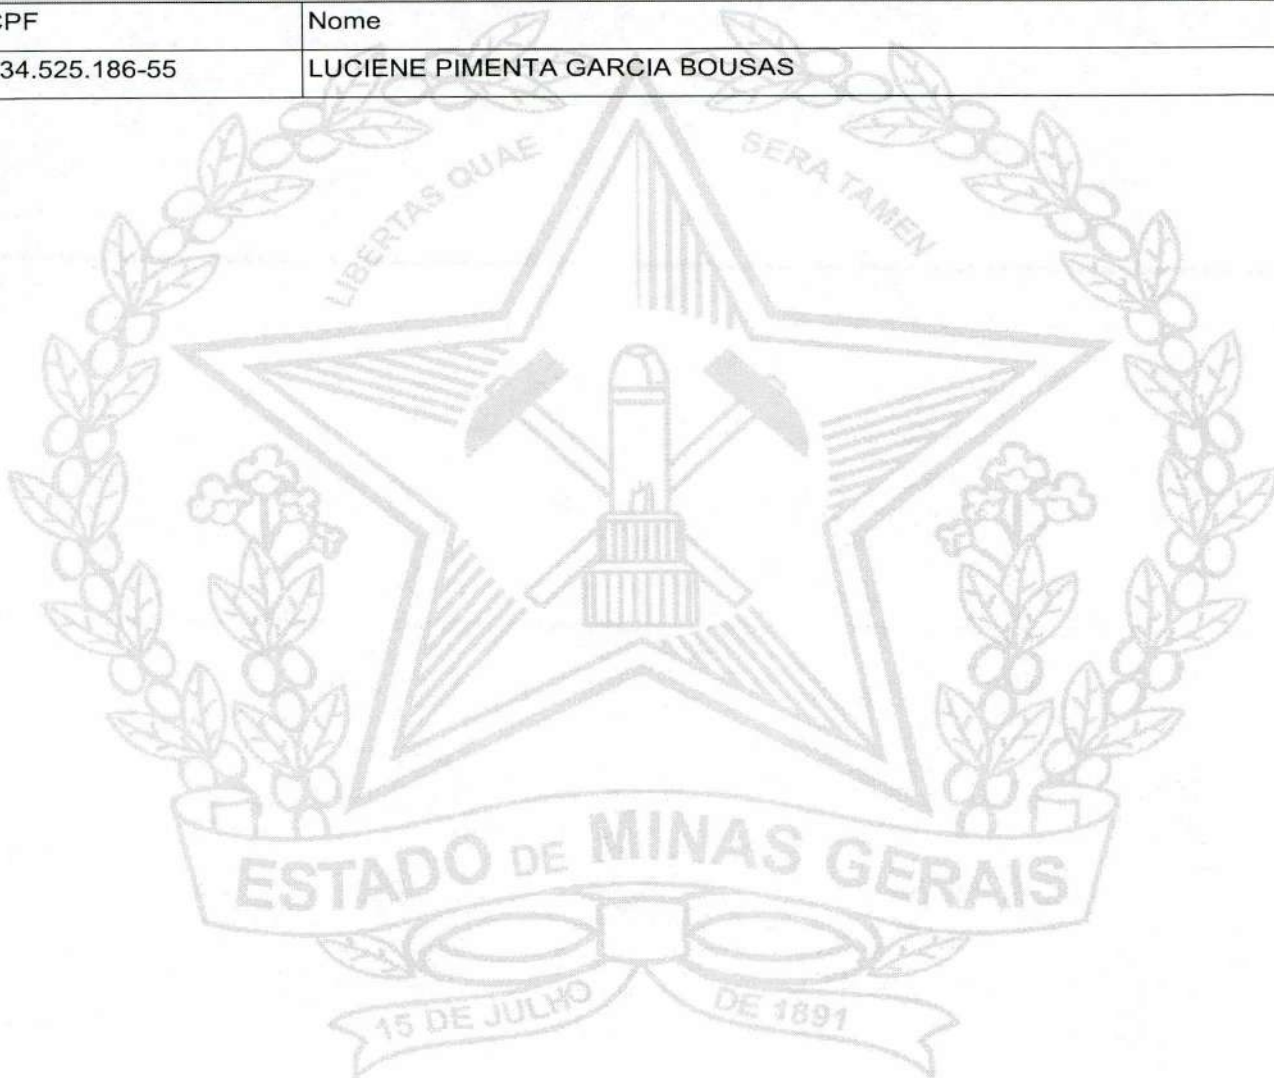 CPF Nome
34.525.186-55 LUCIENE PIMENTA GARCIA BOUSAS
LIBERTAS QUAE SERA TAMEN
ESTADO DE MINAS GERAIS
15 DE JULHO DE 1891